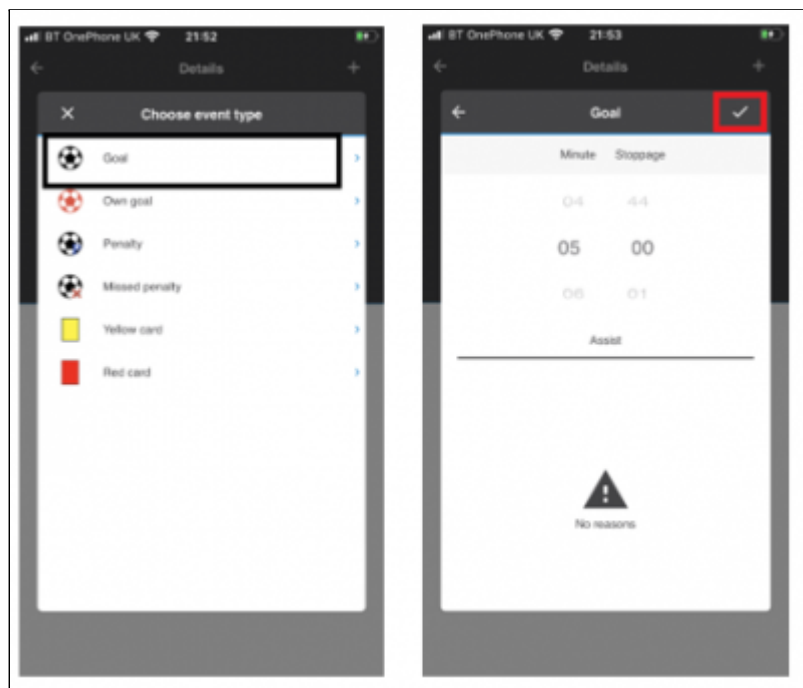 BT OnePhone UK 21:52
Details
Choose event type
Goal
Own goal
Penalty
Missed penalty
Yellow card
Red card
BT OnePhone UK 21:53
Details
Goal
Minute Stoppage
04 44
05 00
06 01
Assist
No reasons